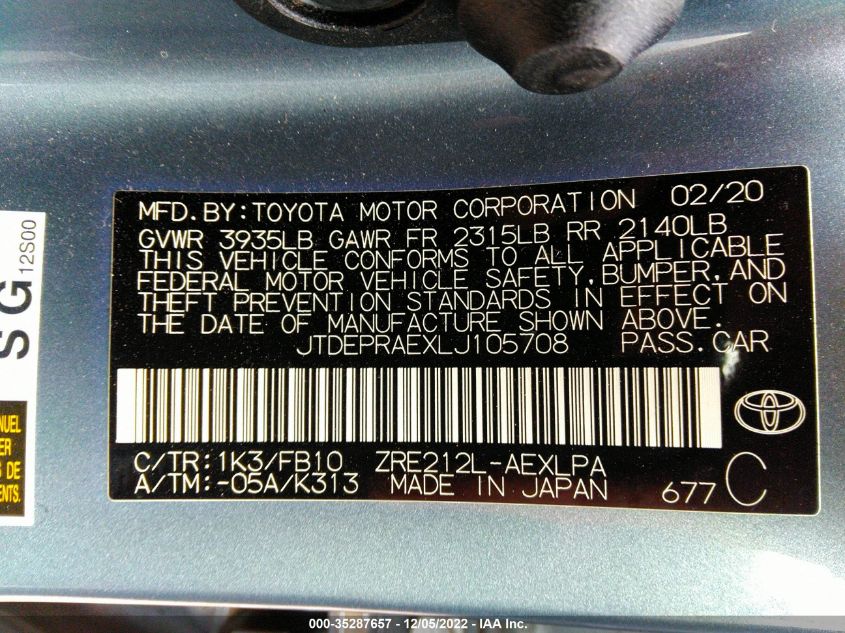 MFD.BY:TOYOTA MOTOR CORPORATION 02/20
GVWR 3935LB GAWR FR 2315LB RR 2140LB
THIS VEHICLE CONFORMS TO ALL APPLICABLE
FEDERAL MOTOR VEHICLE SAFETY,BUMPER,AND
THEFT PREVENTION STANDARDS IN EFFECT ON
THE DATE OF MANUFACTURE SHOWN ABOVE.
JTDEPRAEXLJ105708 PASS.CAR
C/TR:1K3/FB10 ZRE212L-AEXLPA
A/TM:-05A/K313 MADE IN JAPAN 677 C
SG
12S00
DE
000-35287657 - 12/05/2022 - IAA Inc.